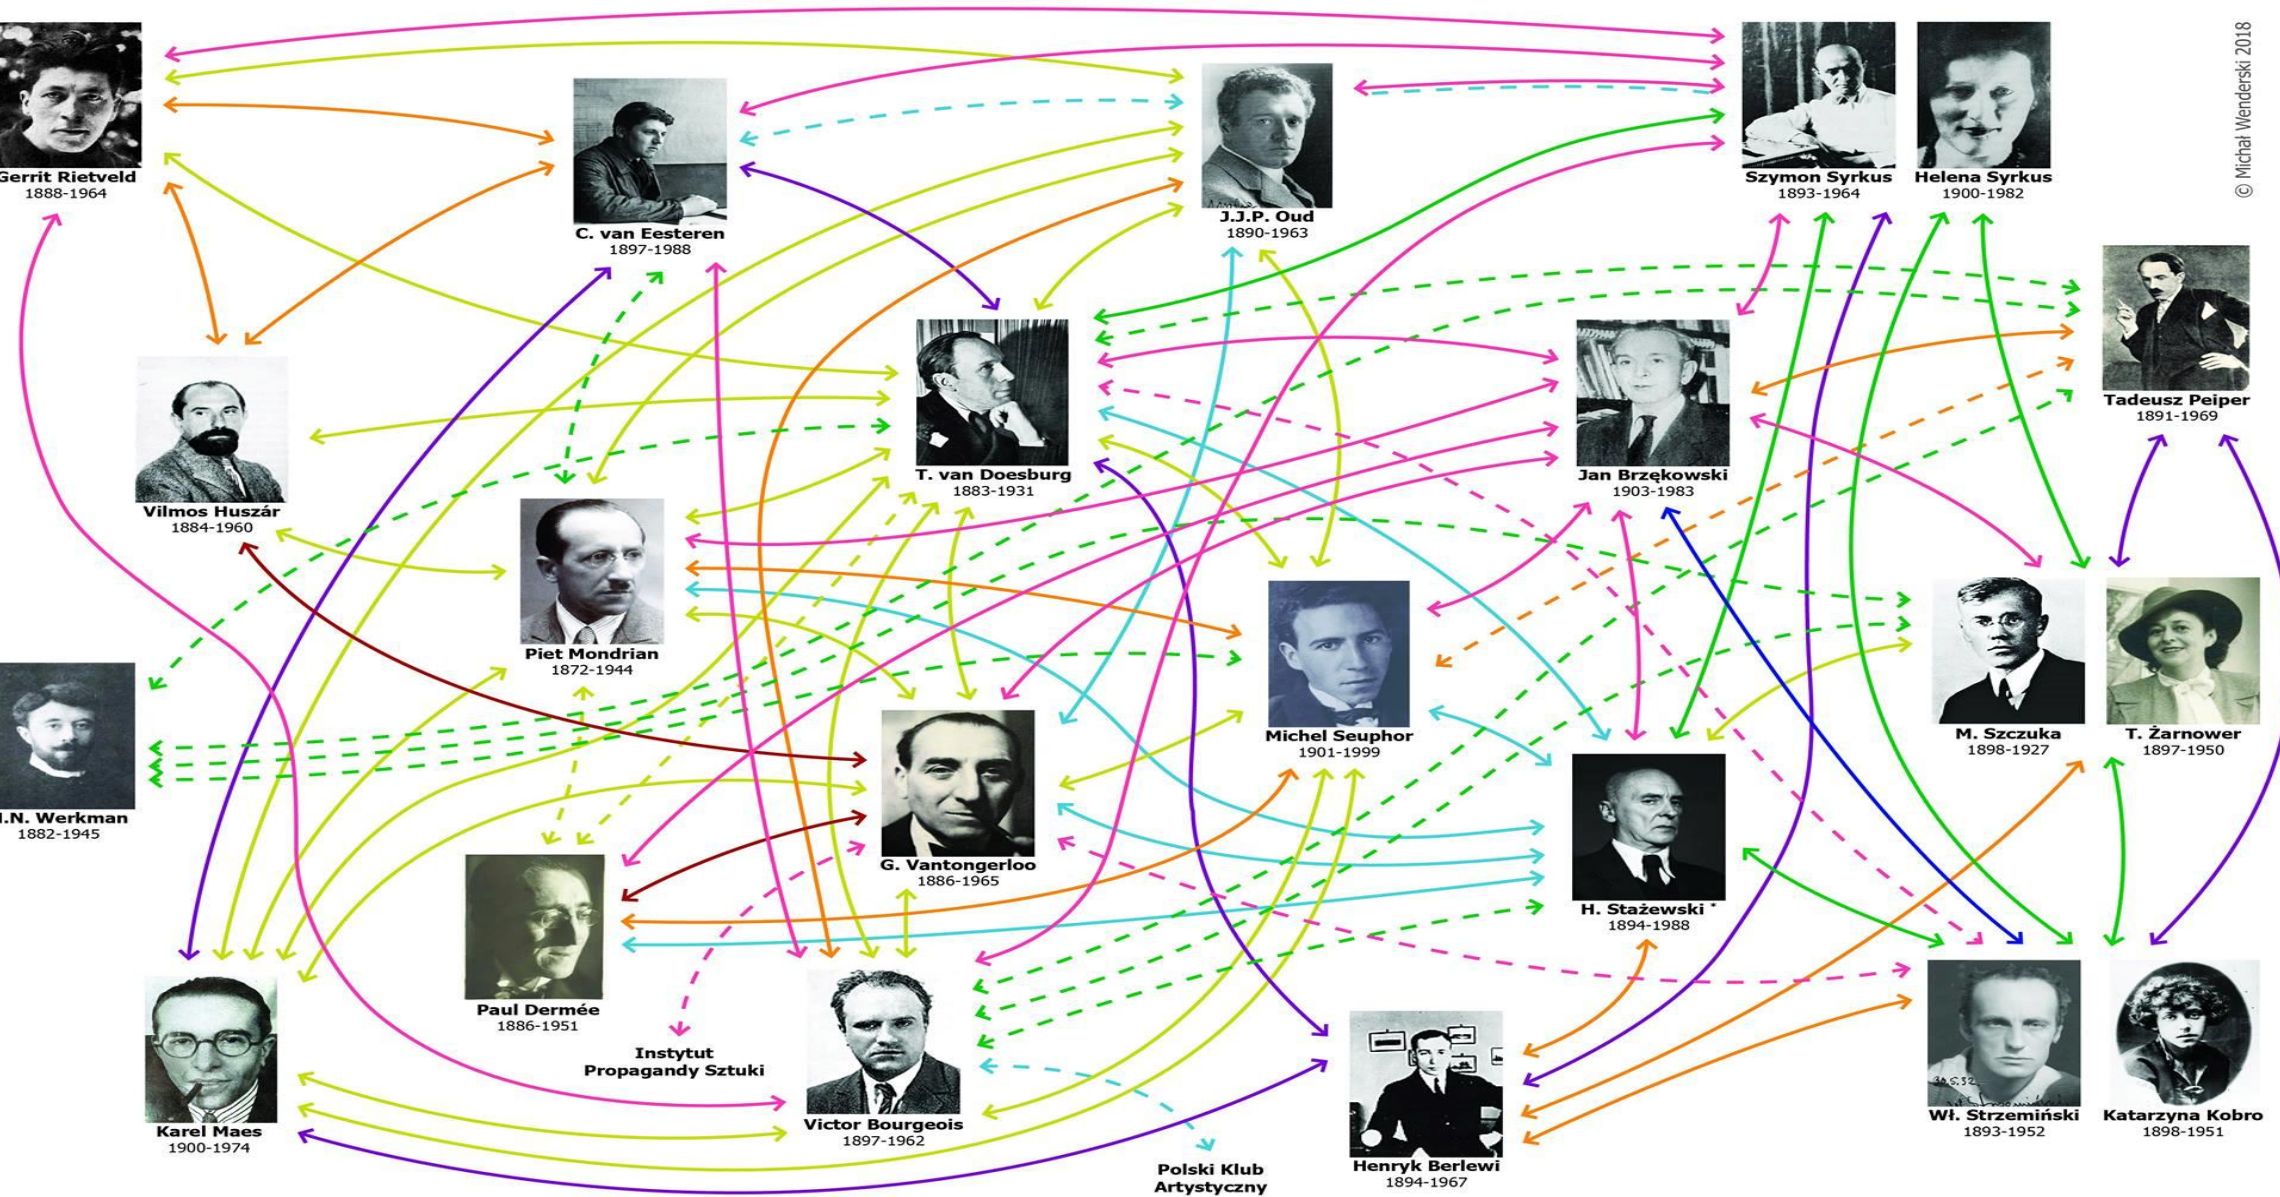 © Michał Wenderski 2018
Gerrit Rietveld
1888-1964
C. van Eesteren
1897-1988
J.J.P. Oud
1890-1963
Szymon Syrkus
1893-1964
Helena Syrkus
1900-1982
Tadeusz Peiper
1891-1969
Vilmos Huszár
1884-1960
T. van Doesburg
1883-1931
Jan Brzękowski
1903-1983
Piet Mondrian
1872-1944
Michel Seuphor
1901-1999
M. Szczuka
1898-1927
T. Żarnower
1897-1950
.N. Werkman
1882-1945
G. Vantongerloo
1886-1965
H. Stażewski *
1894-1988
Paul Dermée
1886-1951
Instytut
Propagandy Sztuki
Karel Maes
1900-1974
Victor Bourgeois
1897-1962
Polski Klub
Artystyczny
Henryk Berlewi
1894-1967
Wł. Strzemiński
1893-1952
Katarzyna Kobro
1898-1951